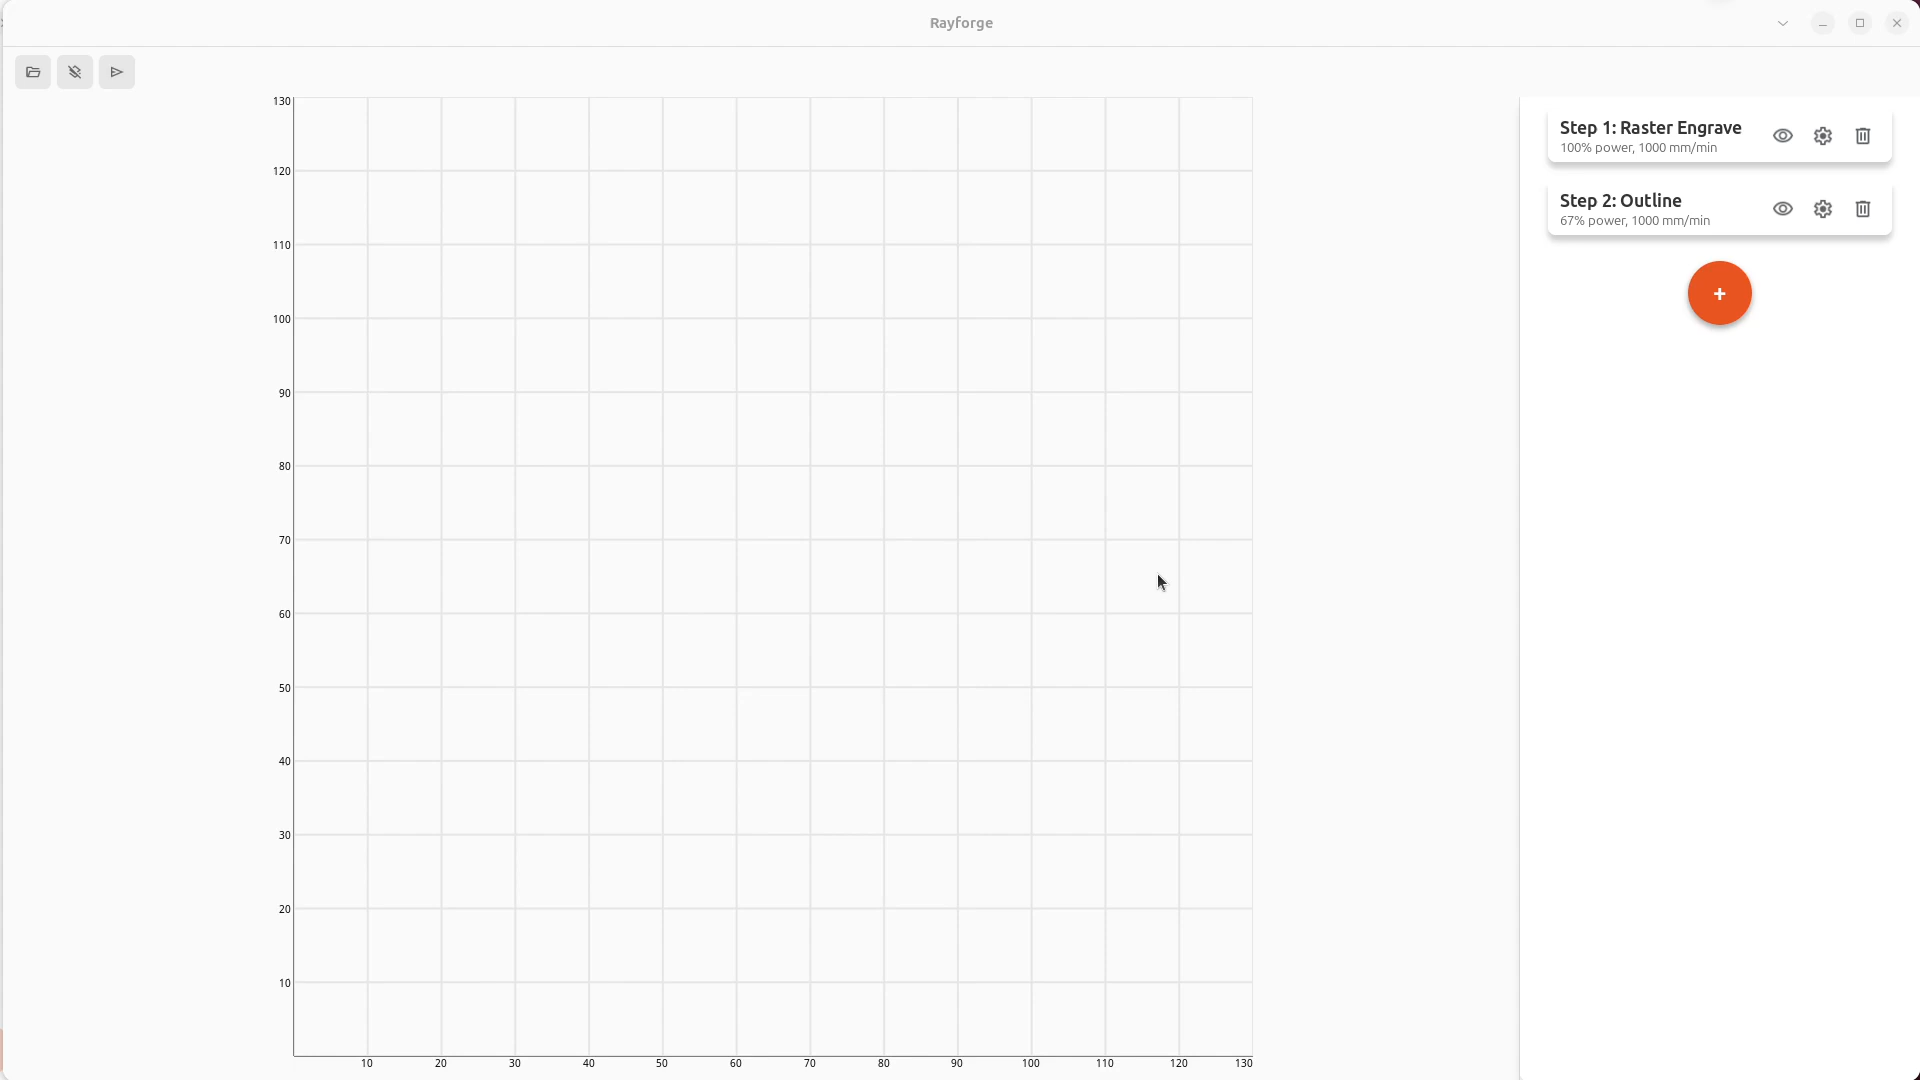 Rayforge
Step 1: Raster Engrave
100% power, 1000 mm/min
Step 2: Outline
67% power, 1000 mm/min
+
130
120
110
100
90
80
70
60
50
40
30
20
10
10 20 30 40 50 60 70 80 90 100 110 120 130